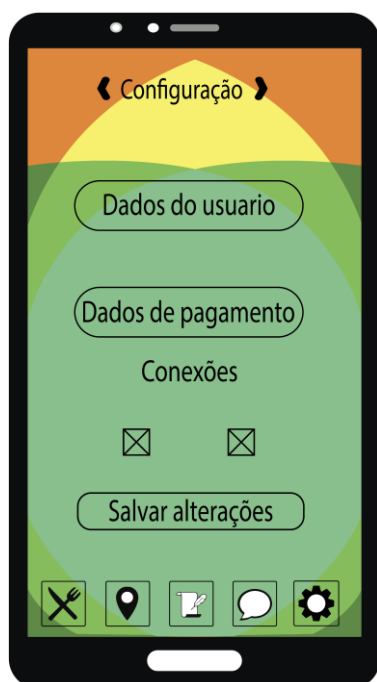 Configuração
Dados do usuario
Dados de pagamento
Conexões
Salvar alterações